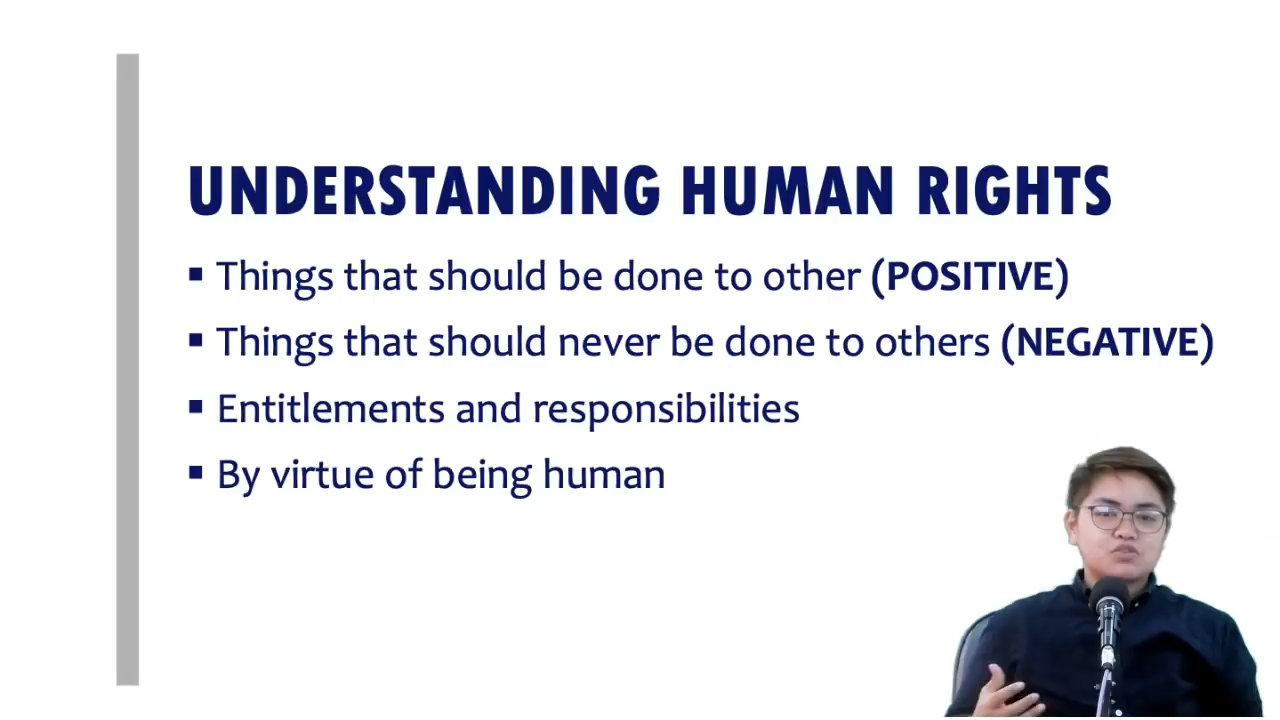 UNDERSTANDING HUMAN RIGHTS
▪ Things that should be done to other (POSITIVE)
▪ Things that should never be done to others (NEGATIVE)
▪ Entitlements and responsibilities
▪ By virtue of being human